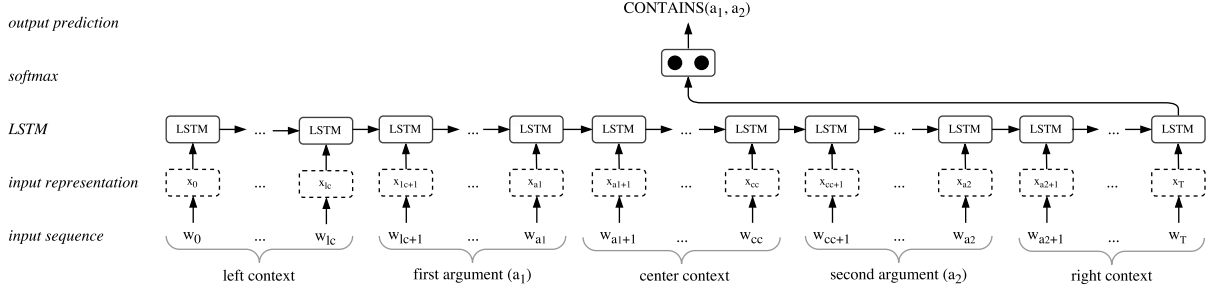 output prediction CONTAINS(a1, a2)
softmax
LSTM LSTM ... LSTM LSTM ... LSTM LSTM ... LSTM LSTM ... LSTM LSTM ... LSTM
input representation x0 ... xlc xlc+1 ... xa1 xa1+1 ... xcc xcc+1 ... xa2 xa2+1 ... xT
input sequence w0 ... wlc wlc+1 ... wa1 wa1+1 ... wcc wcc+1 ... wa2 wa2+1 ... wT
left context first argument (a1) center context second argument (a2) right context